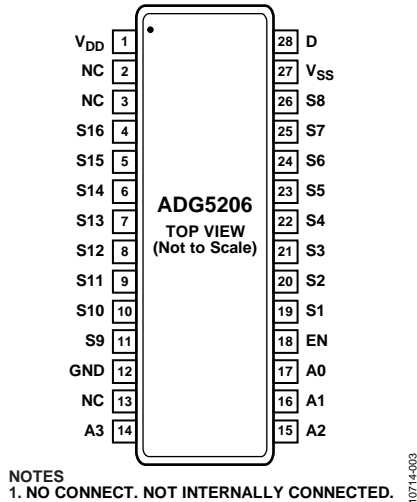 VDD 1 28 D
NC 2 27 VSS
NC 3 26 S8
S16 4 25 S7
S15 5 24 S6
S14 6 23 S5
S13 7 22 S4
S12 8 21 S3
S11 9 20 S2
S10 10 19 S1
S9 11 18 EN
GND 12 17 A0
NC 13 16 A1
A3 14 15 A2
ADG5206
TOP VIEW
(Not to Scale)
NOTES
1. NO CONNECT. NOT INTERNALLY CONNECTED.
10714-003